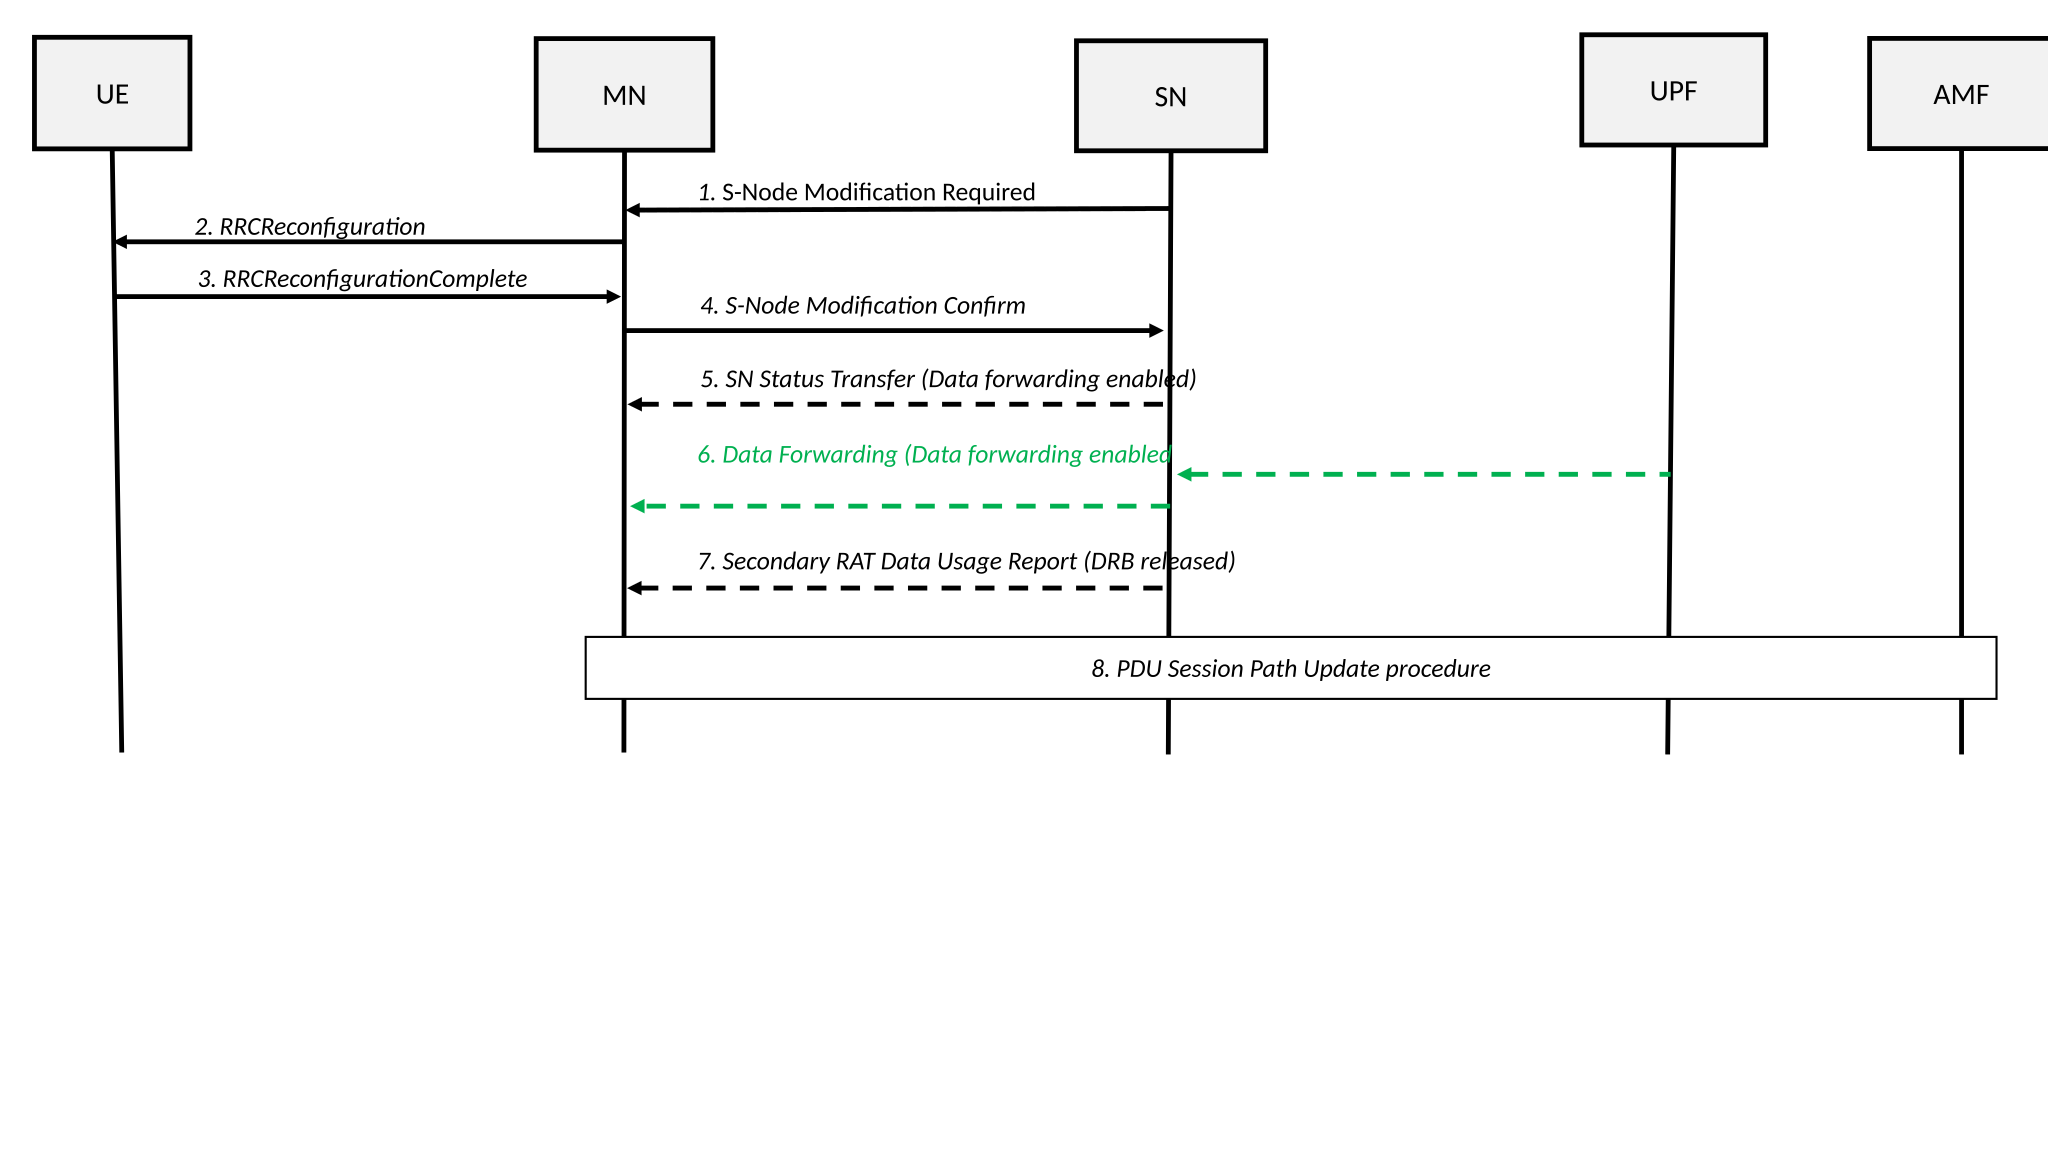 UE
MN
SN
UPF
AMF
1. S-Node Modification Required
2. RRCReconfiguration
3. RRCReconfigurationComplete
4. S-Node Modification Confirm
5. SN Status Transfer (Data forwarding enabled)
6. Data Forwarding (Data forwarding enabled
7. Secondary RAT Data Usage Report (DRB released)
8. PDU Session Path Update procedure